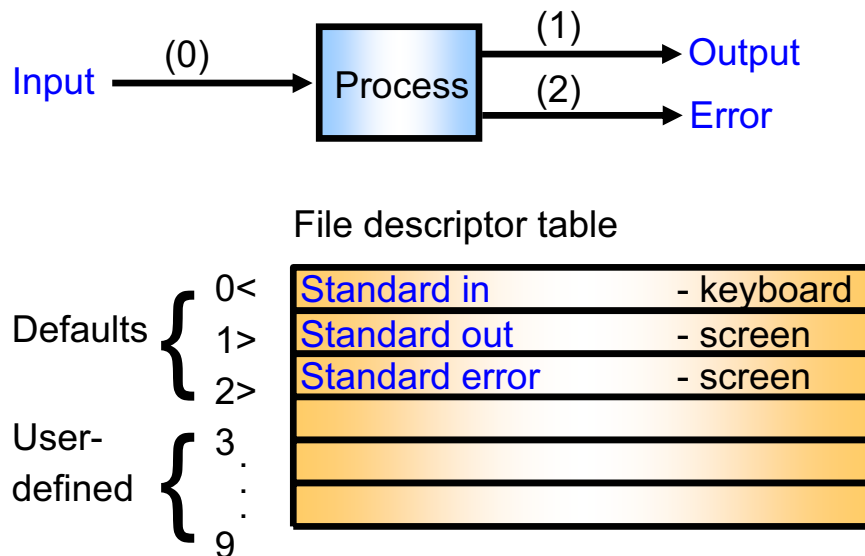 (0)
(1)
Input
Process
Output
(2)
Error
File descriptor table
Defaults
0< Standard in - keyboard
1> Standard out - screen
2> Standard error - screen
User-
defined
3
.
.
.
9